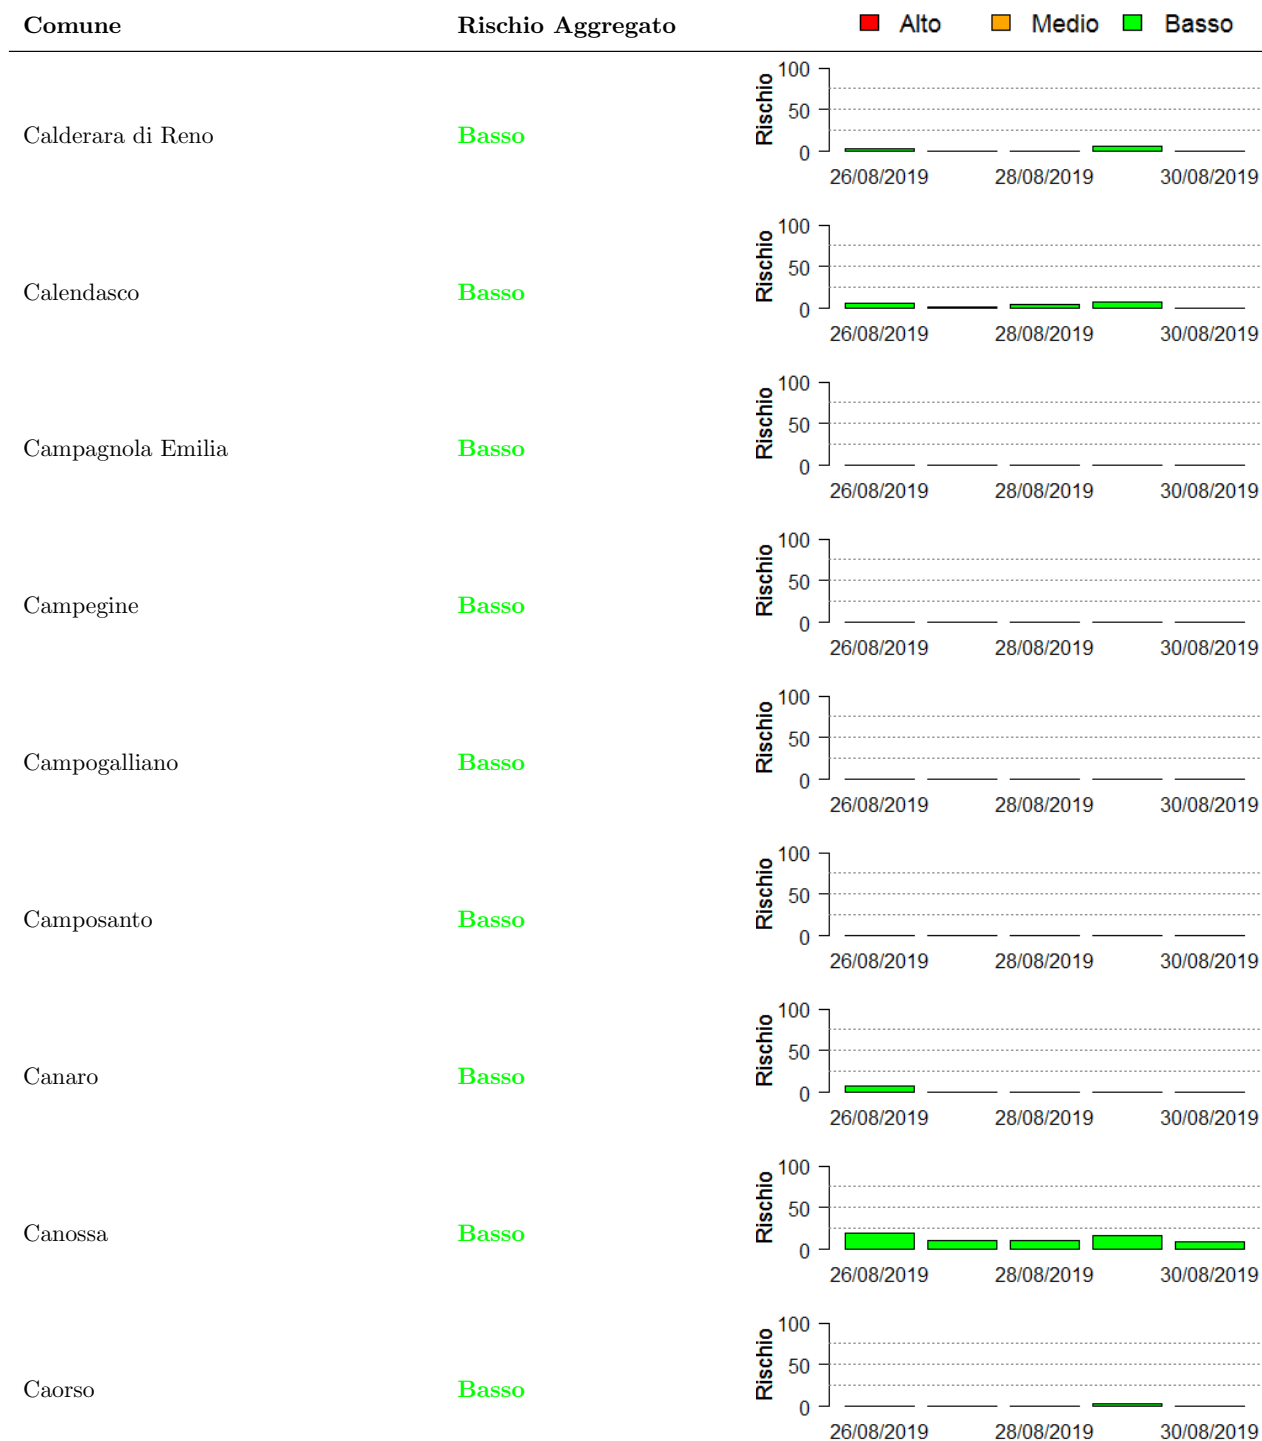 Comune Rischio Aggregato Alto Medio Basso
Calderara di Reno Basso Rischio 100 50 0
26/08/2019 28/08/2019 30/08/2019
Calendasco Basso Rischio 100 50 0
26/08/2019 28/08/2019 30/08/2019
Campagnola Emilia Basso Rischio 100 50 0
26/08/2019 28/08/2019 30/08/2019
Campegine Basso Rischio 100 50 0
26/08/2019 28/08/2019 30/08/2019
Campogalliano Basso Rischio 100 50 0
26/08/2019 28/08/2019 30/08/2019
Camposanto Basso Rischio 100 50 0
26/08/2019 28/08/2019 30/08/2019
Canaro Basso Rischio 100 50 0
26/08/2019 28/08/2019 30/08/2019
Canossa Basso Rischio 100 50 0
26/08/2019 28/08/2019 30/08/2019
Caorso Basso Rischio 100 50 0
26/08/2019 28/08/2019 30/08/2019